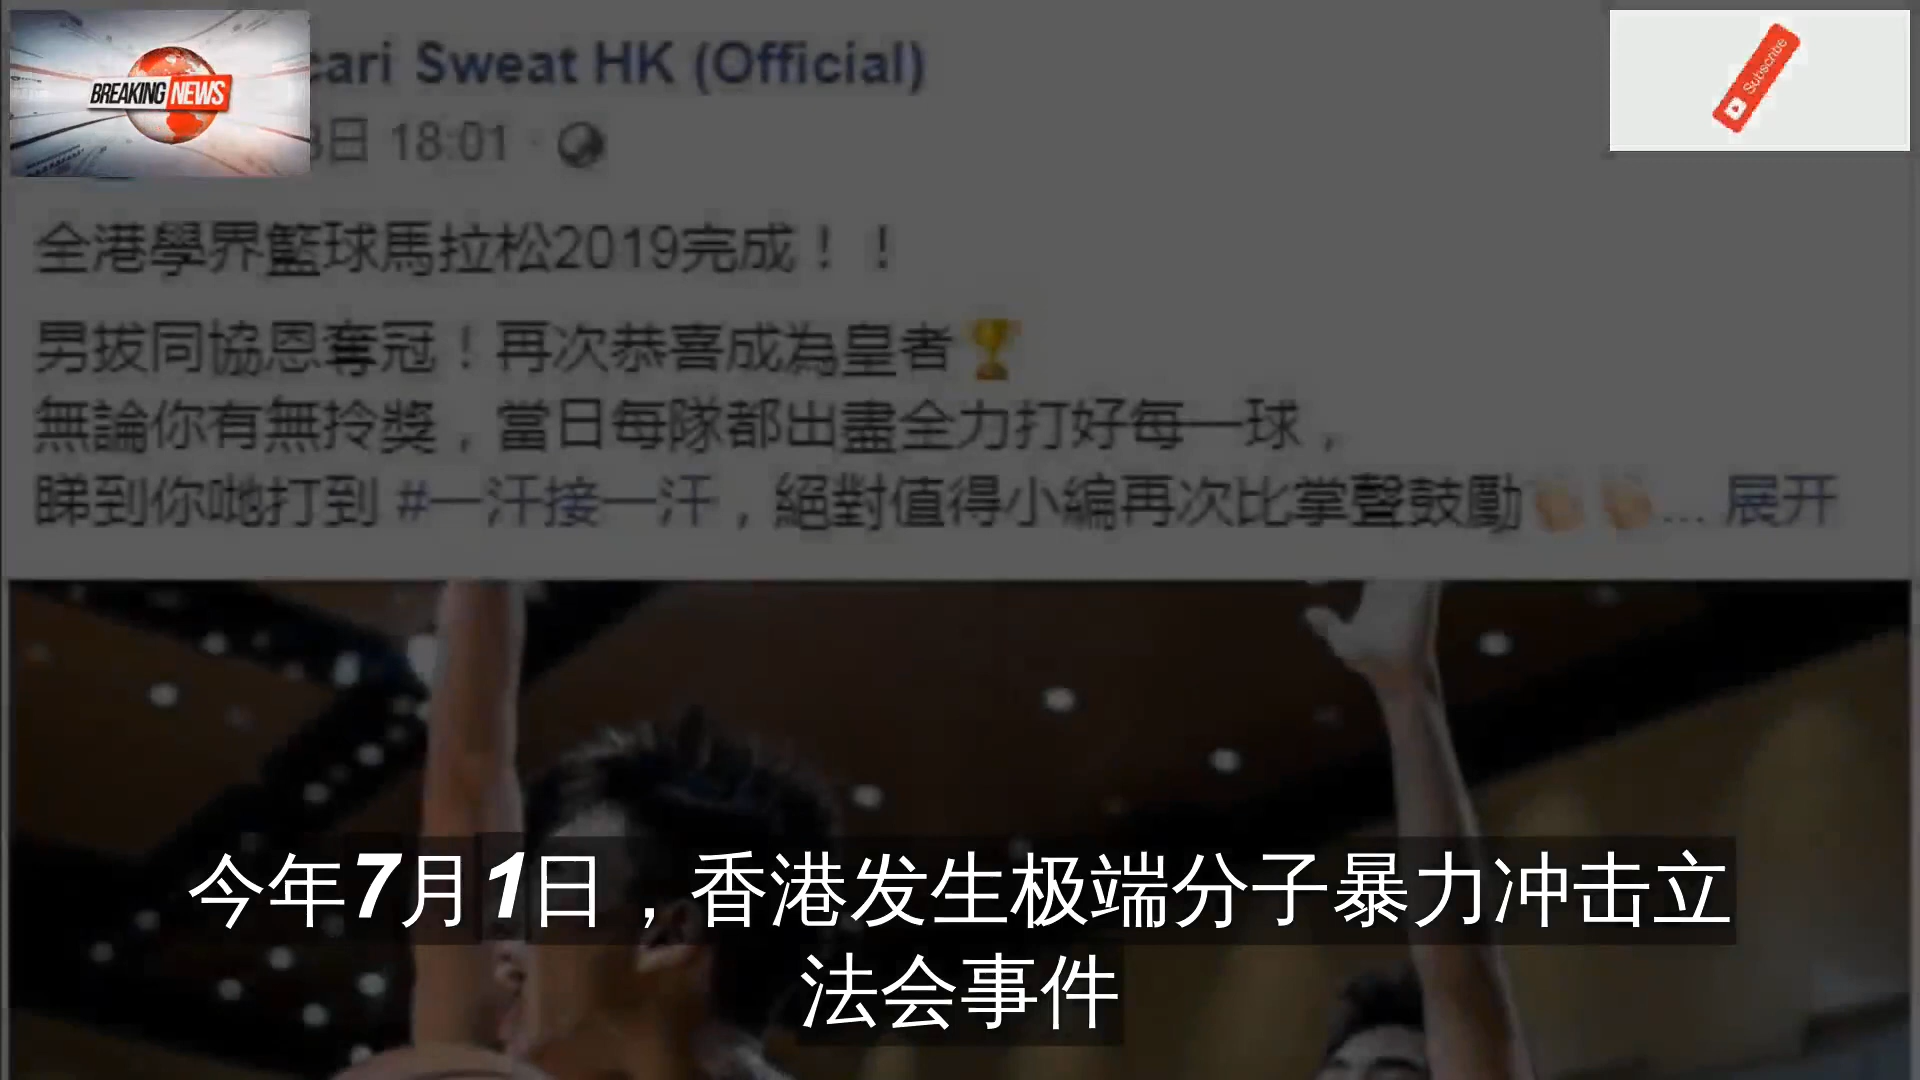 BREAKING NEWS
cari Sweat HK (Official)
Subscribe
日 18:01
全港學界籃球馬拉松2019完成！！
男拔同協恩奪冠！再次恭喜成為皇者🏆
無論你有無拎獎，當日每隊都出盡全力打好每一球，
睇到你哋打到 #一汗接一汗，絕對值得小編再次比掌聲鼓勵👏🏻👏🏻... 展开
今年7月1日，香港发生极端分子暴力冲击立
法会事件